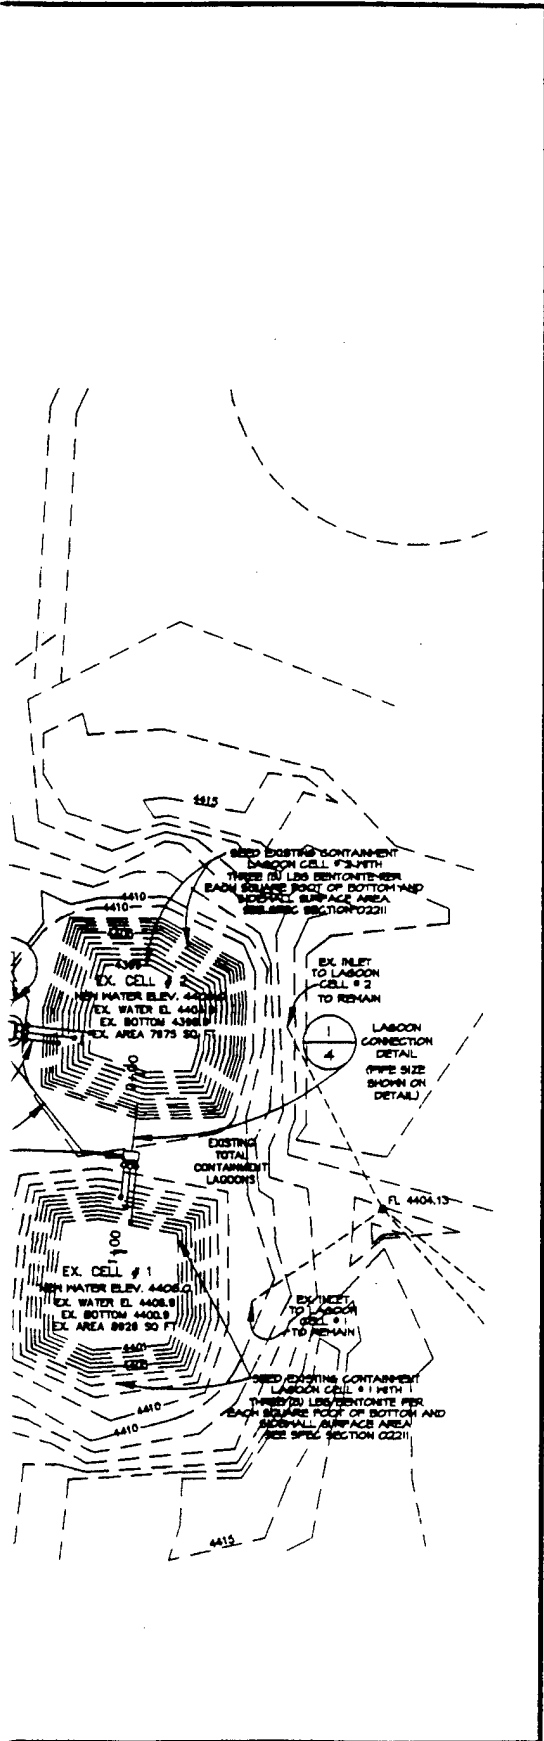 4415
SEED EXISTING CONTAINMENT
LAGOON CELL # 2 WITH
THREE (3) LBS BENTONITE PER
EACH SQUARE FOOT OF BOTTOM AND
SIDEWALL SURFACE AREA
SEE SPEC SECTION 02211
4410
4410
EX. CELL # 2
NEW WATER ELEV.
EX. WATER EL
EX. BOTTOM
EX. AREA 7875 SQ FT
EX. INLET
TO LAGOON
CELL # 2
TO REMAIN
1
4
LAGOON
CONNECTION
DETAIL
(PIPE SIZE
SHOWN ON
DETAIL)
EXISTING
TOTAL
CONTAINMENT
LAGOONS
FL 4404.13
EX. CELL # 1
NEW WATER ELEV.
EX. WATER EL
EX. BOTTOM 4400.9
EX. AREA SQ FT
4401
EX. INLET
TO LAGOON
CELL # 1
TO REMAIN
SEED EXISTING CONTAINMENT
LAGOON CELL # 1 WITH
THREE (3) LBS BENTONITE PER
EACH SQUARE FOOT OF BOTTOM AND
SIDEWALL SURFACE AREA
SEE SPEC SECTION 02211
4410
4410
4415